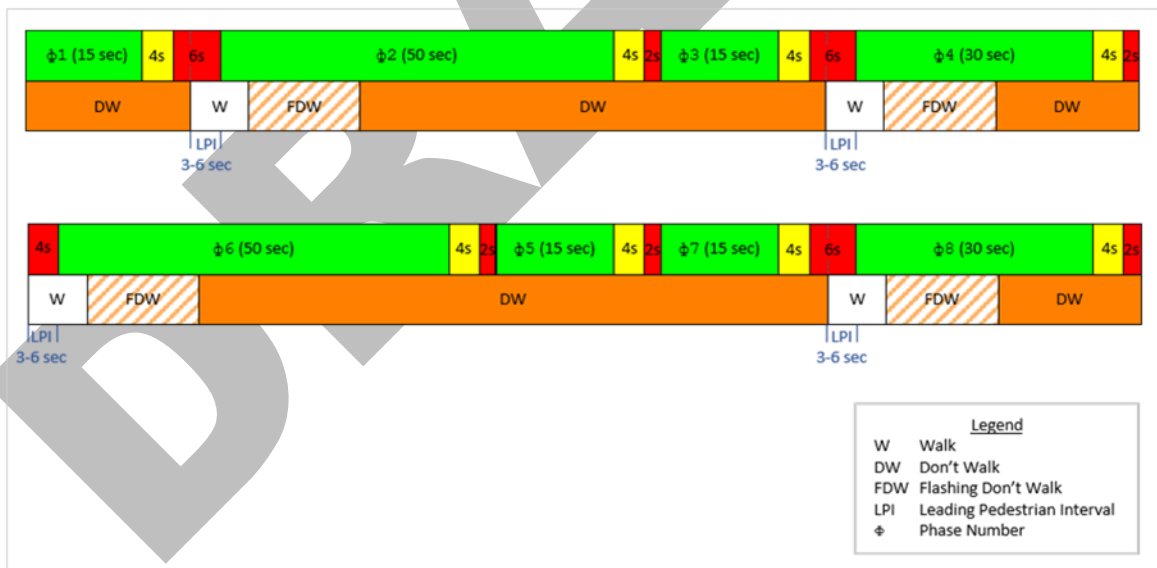 ϕ1 (15 sec) 4s 6s ϕ2 (50 sec) 4s 2s ϕ3 (15 sec) 4s 6s ϕ4 (30 sec) 4s 2s
DW W FDW DW W FDW DW
LPI LPI
3-6 sec 3-6 sec
4s ϕ6 (50 sec) 4s 2s ϕ5 (15 sec) 4s 2s ϕ7 (15 sec) 4s 6s ϕ8 (30 sec) 4s 2s
W FDW DW W FDW DW
LPI LPI
3-6 sec 3-6 sec
Legend
W Walk
DW Don't Walk
FDW Flashing Don't Walk
LPI Leading Pedestrian Interval
ϕ Phase Number